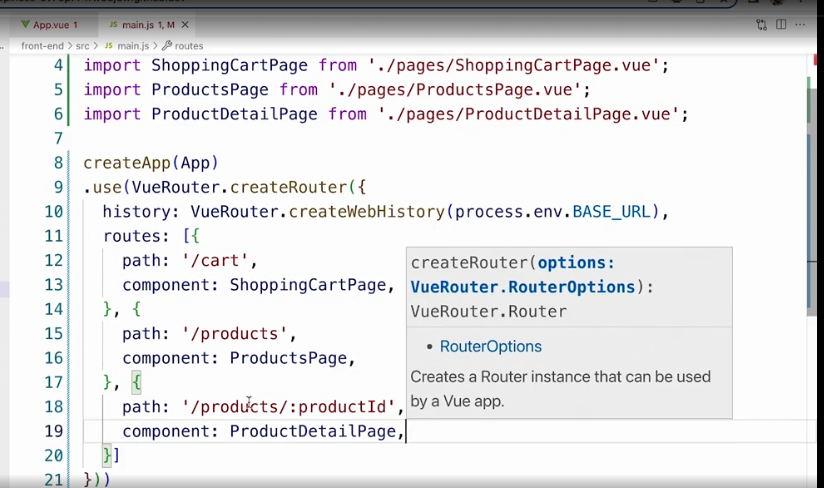 App.vue 1 main.js 1, M
front-end > src > main.js > routes
4 import ShoppingCartPage from './pages/ShoppingCartPage.vue';
5 import ProductsPage from './pages/ProductsPage.vue';
6 import ProductDetailPage from './pages/ProductDetailPage.vue';
7
8 createApp(App)
9 .use(VueRouter.createRouter({
10 history: VueRouter.createWebHistory(process.env.BASE_URL),
11 routes: [{
12 path: '/cart',
13 component: ShoppingCartPage,
14 }, {
15 path: '/products',
16 component: ProductsPage,
17 }, {
18 path: '/products/:productId',
19 component: ProductDetailPage,
20 }]
21 }))
createRouter(options:
VueRouter.RouterOptions):
VueRouter.Router
• RouterOptions
Creates a Router instance that can be used
by a Vue app.